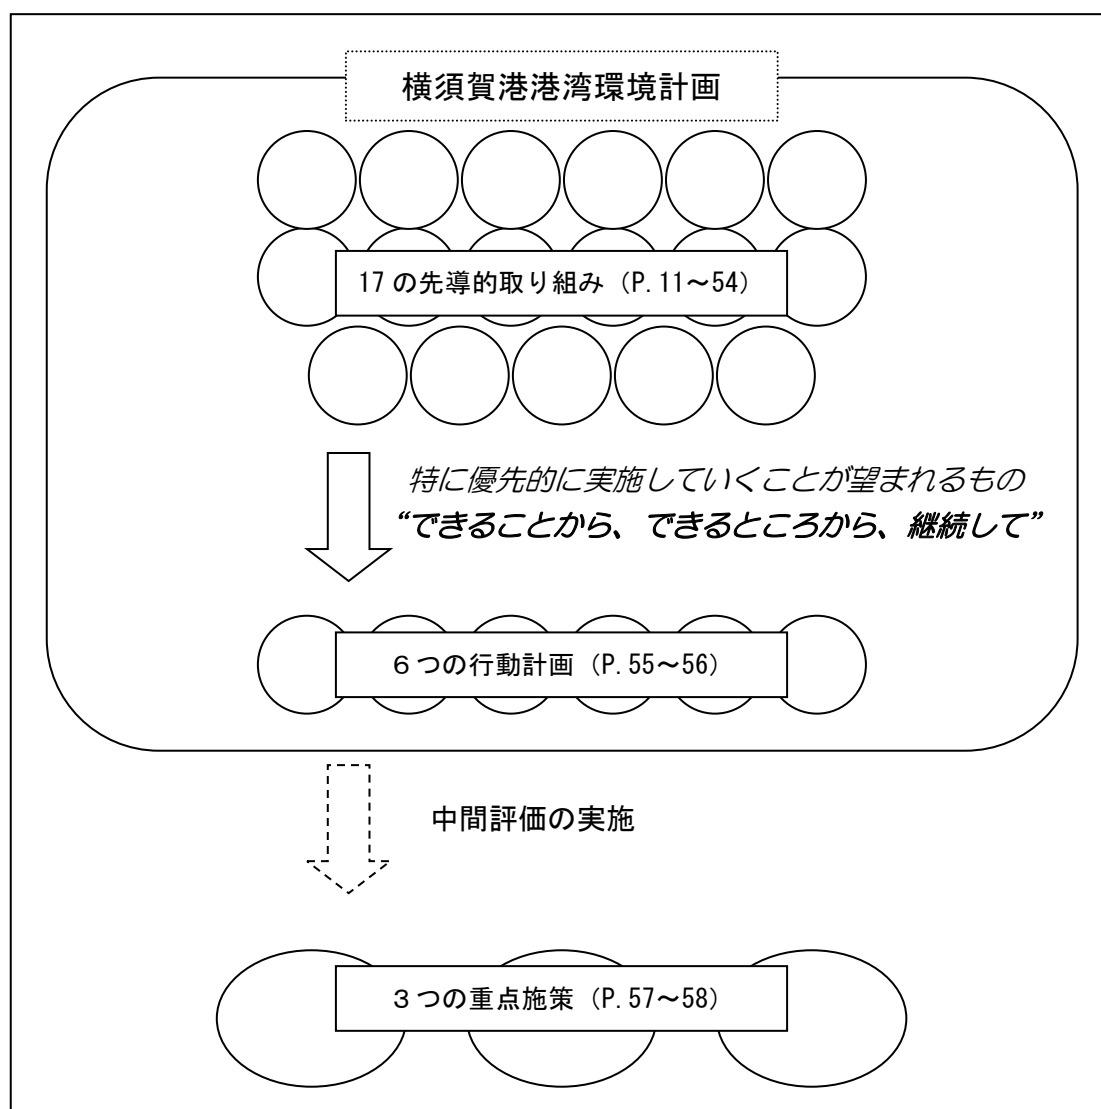 横須賀港港湾環境計画
17の先導的取り組み（P.11～54）
特に優先的に実施していくことが望まれるもの
“できることから、できるところから、継続して”
６つの行動計画（P.55～56）
中間評価の実施
３つの重点施策（P.57～58）